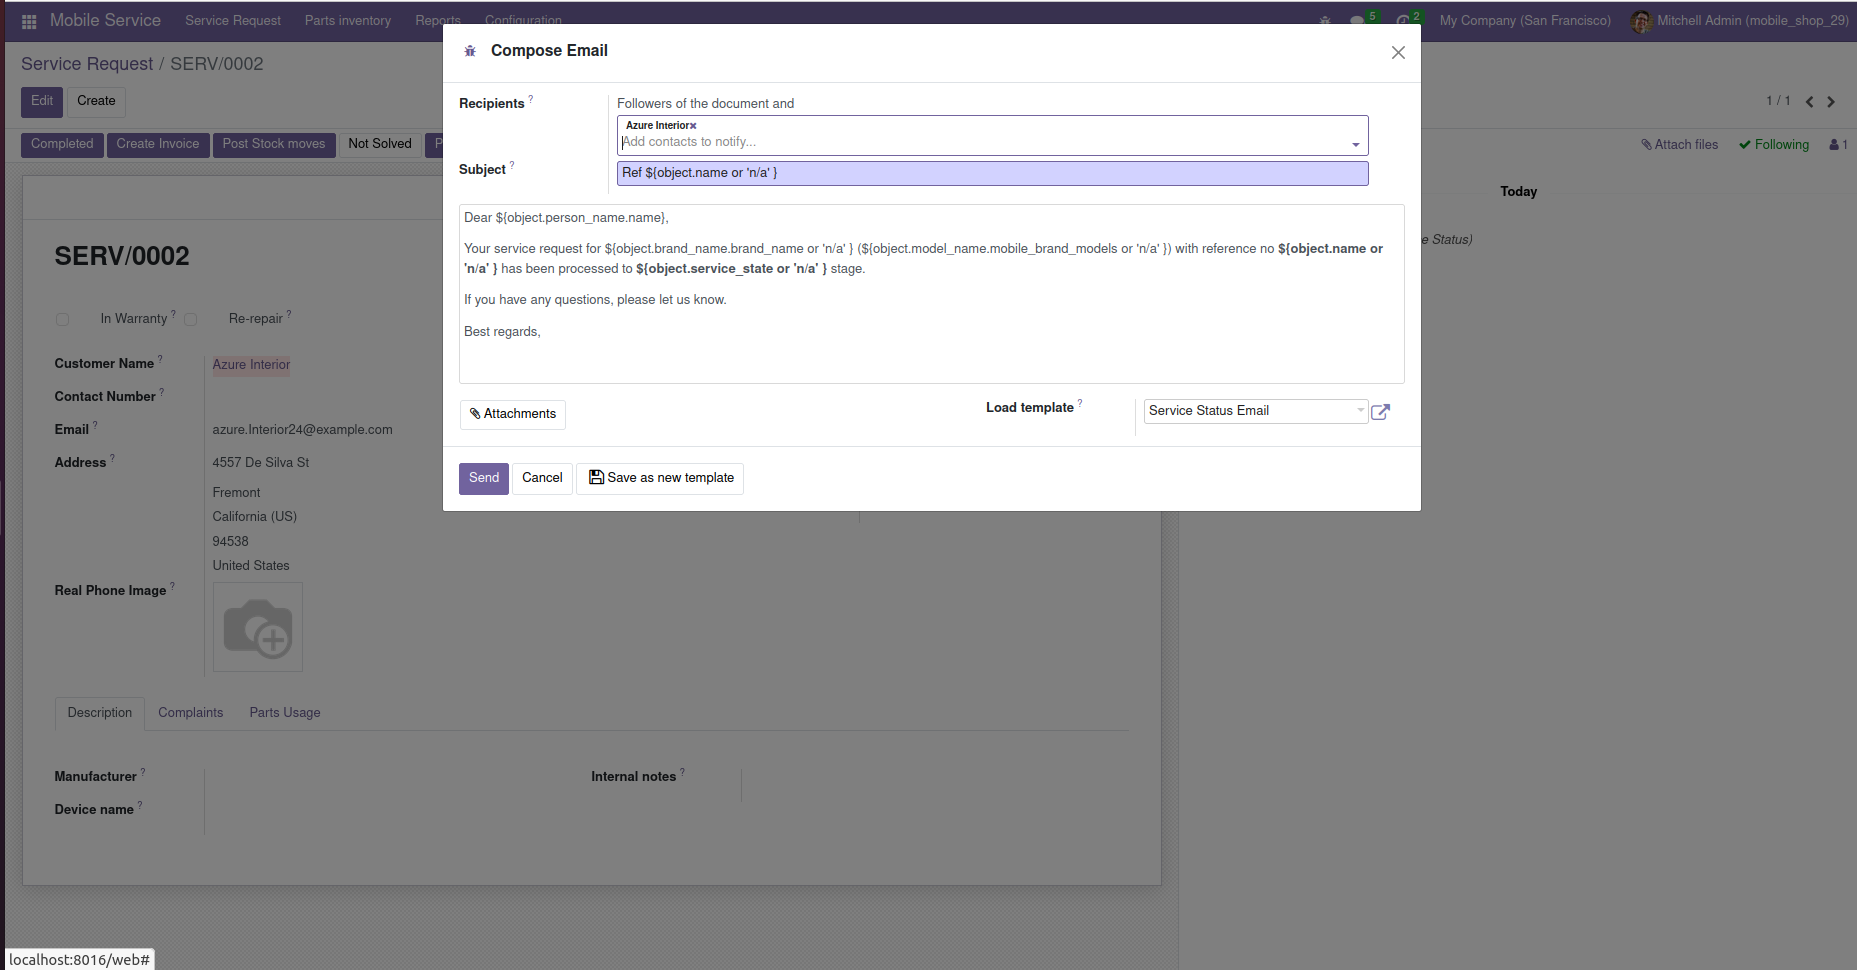 Mobile Service Service Request Parts inventory Reports Configuration 5 2 My Company (San Francisco) Mitchell Admin (mobile_shop_29)
Service Request / SERV/0002
Edit Create
1 / 1
Completed Create Invoice Post Stock moves Not Solved P
Attach files Following 1
Today
e Status)
SERV/0002
In Warranty ? Re-repair ?
Customer Name ? Azure Interior
Contact Number ?
Email ? azure.Interior24@example.com
Address ? 4557 De Silva St
Fremont
California (US)
94538
United States
Real Phone Image ?
Description Complaints Parts Usage
Manufacturer ? Internal notes ?
Device name ?
Compose Email
Recipients ? Followers of the document and
Azure Interior
Add contacts to notify...
Subject ? Ref ${object.name or 'n/a' }
Dear ${object.person_name.name},
Your service request for ${object.brand_name.brand_name or 'n/a' } (${object.model_name.mobile_brand_models or 'n/a' }) with reference no ${object.name or
'n/a' } has been processed to ${object.service_state or 'n/a' } stage.
If you have any questions, please let us know.
Best regards,
Attachments Load template ? Service Status Email
Send Cancel Save as new template
localhost:8016/web#